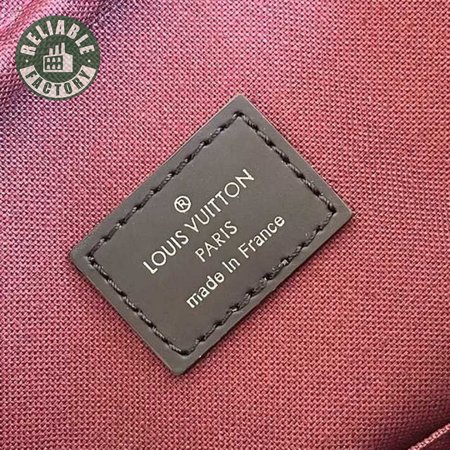 RELIABLE
FACTORY
®
LOUIS VUITTON
PARIS
made In France